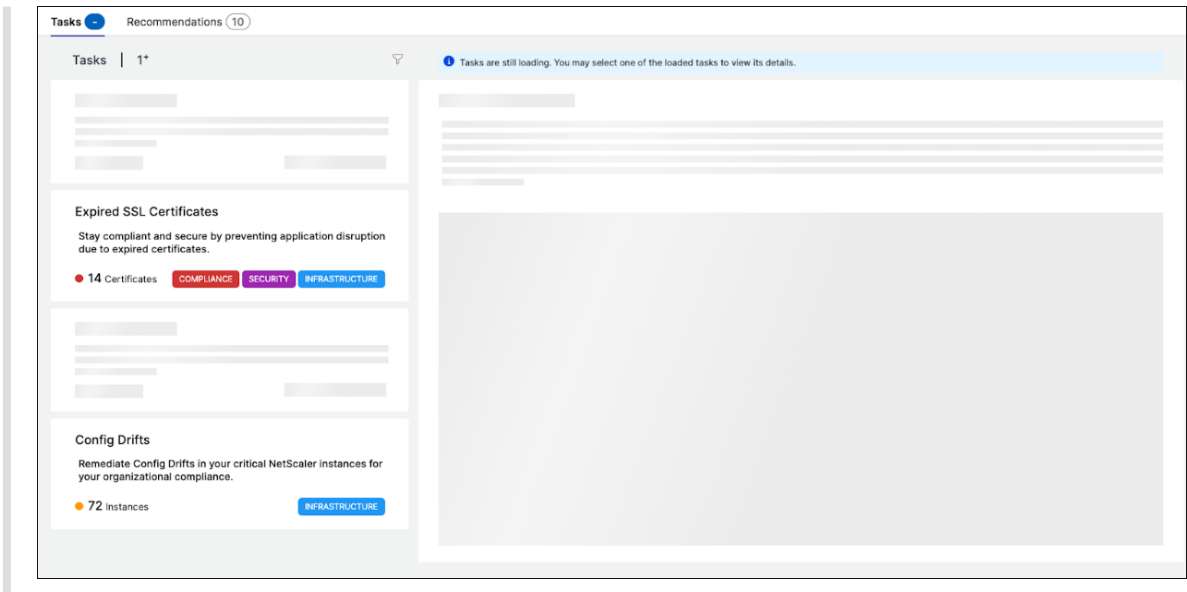 Tasks - Recommendations 10
Tasks | 1+
Tasks are still loading. You may select one of the loaded tasks to view its details.
Expired SSL Certificates
Stay compliant and secure by preventing application disruption
due to expired certificates.
14 Certificates COMPLIANCE SECURITY INFRASTRUCTURE
Config Drifts
Remediate Config Drifts in your critical NetScaler instances for
your organizational compliance.
72 Instances INFRASTRUCTURE